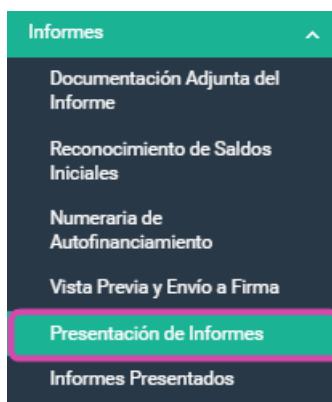 Informes
Documentación Adjunta del
Informe
Reconocimiento de Saldos
Iniciales
Numeraria de
Autofinanciamiento
Vista Previa y Envío a Firma
Presentación de Informes
Informes Presentados